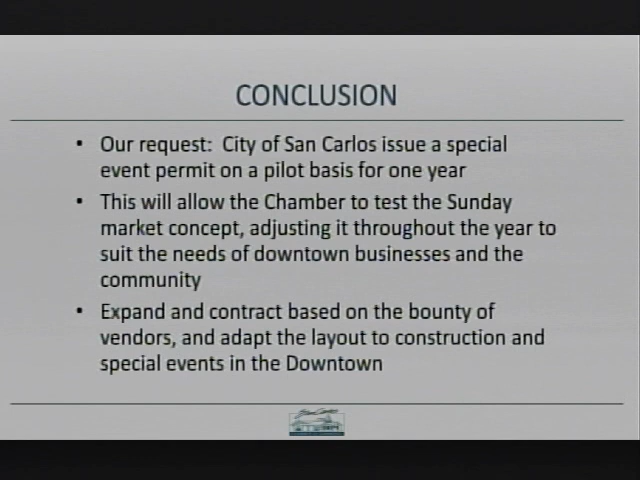 CONCLUSION
• Our request: City of San Carlos issue a special
event permit on a pilot basis for one year
• This will allow the Chamber to test the Sunday
market concept, adjusting it throughout the year to
suit the needs of downtown businesses and the
community
• Expand and contract based on the bounty of
vendors, and adapt the layout to construction and
special events in the Downtown